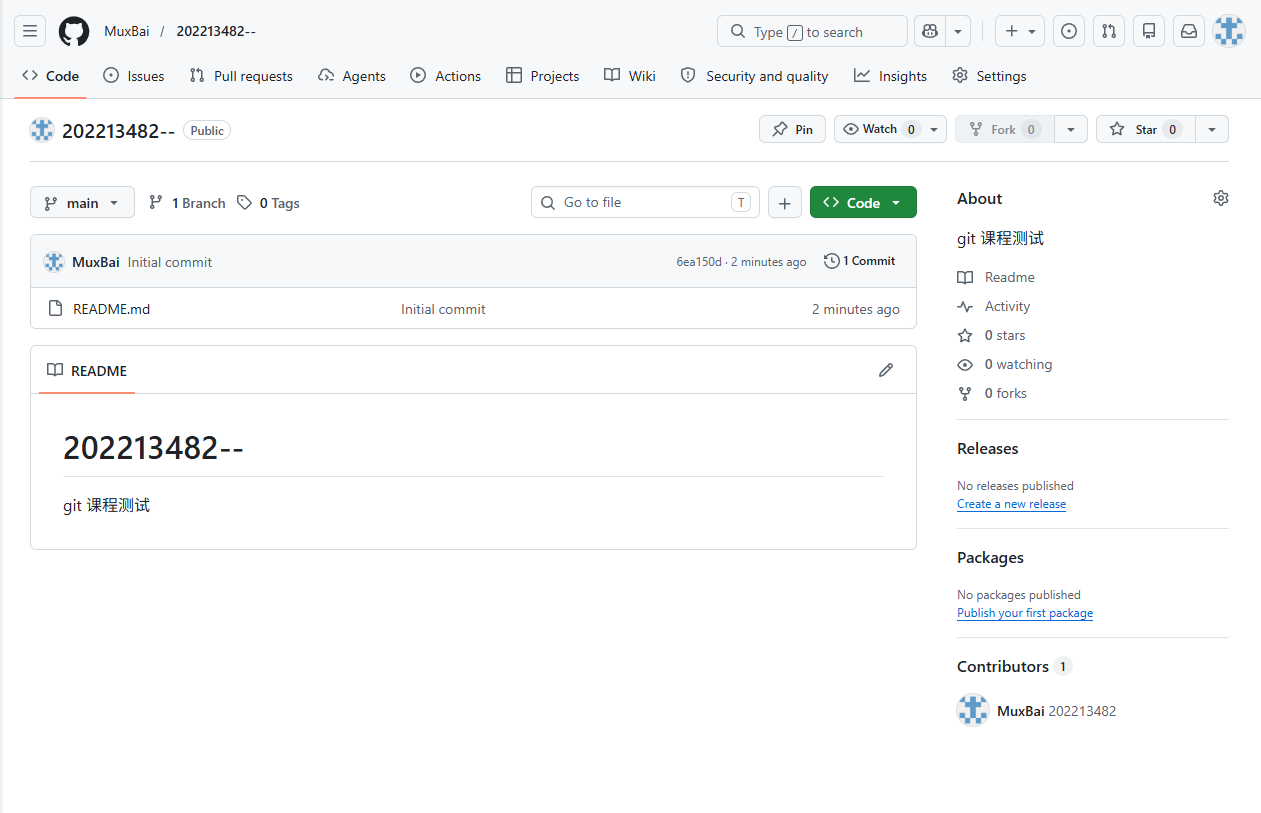 MuxBai / 202213482-- Type / to search
Code Issues Pull requests Agents Actions Projects Wiki Security and quality Insights Settings
202213482-- Public Pin Watch 0 Fork 0 Star 0
main 1 Branch 0 Tags Go to file T + Code
MuxBai Initial commit 6ea150d · 2 minutes ago 1 Commit
README.md Initial commit 2 minutes ago
README
202213482--
git 课程测试
About
git 课程测试
Readme
Activity
0 stars
0 watching
0 forks
Releases
No releases published
Create a new release
Packages
No packages published
Publish your first package
Contributors 1
MuxBai 202213482